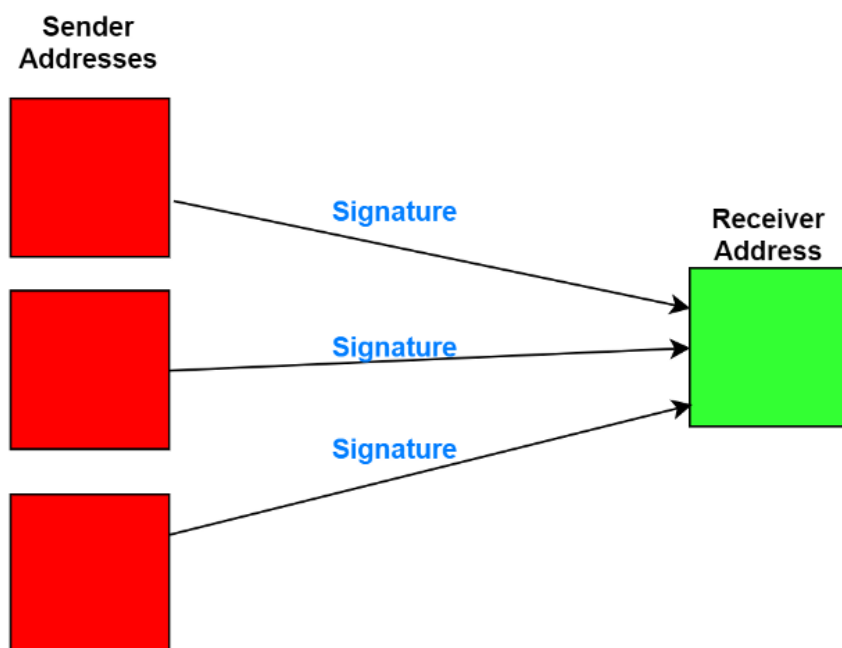 Sender
Addresses
Signature
Receiver
Address
Signature
Signature